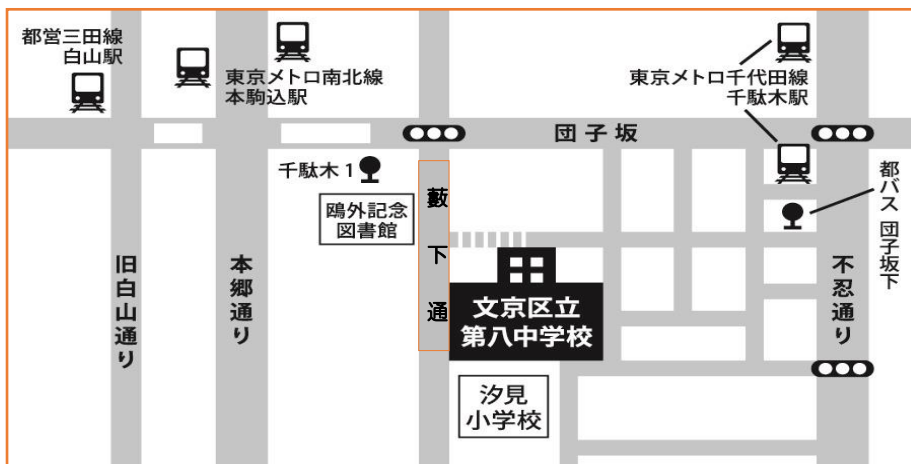 都営三田線
白山駅
東京メトロ南北線
本駒込駅
東京メトロ千代田線
千駄木駅
団子坂
千駄木 1
鴎外記念
図書館
藪下通
都バス 団子坂下
旧白山通り
本郷通り
不忍通り
文京区立
第八中学校
汐見
小学校